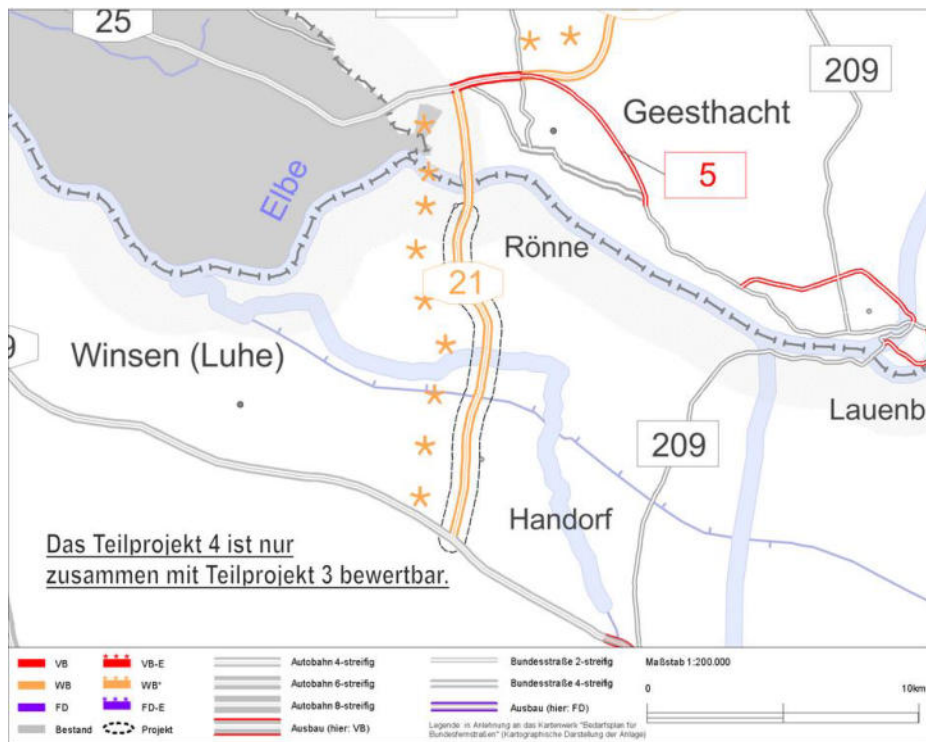 25
209
Geesthacht
5
Elbe
Rönne
21
9
Winsen (Luhe)
Lauenb
209
Handorf
Das Teilprojekt 4 ist nur
zusammen mit Teilprojekt 3 bewertbar.
VB
VB-E
Autobahn 4-streifig
Bundesstraße 2-streifig
Maßstab 1:200.000
WB
WB*
Autobahn 6-streifig
Bundesstraße 4-streifig
0
10km
FD
FD-E
Autobahn 8-streifig
Ausbau (hier: FD)
Bestand
Projekt
Ausbau (hier: VB)
Legende in Anlehnung an das Kartenwerk "Bedarfsplan für
Bundesfernstraßen" (Kartographische Darstellung der Anlage)